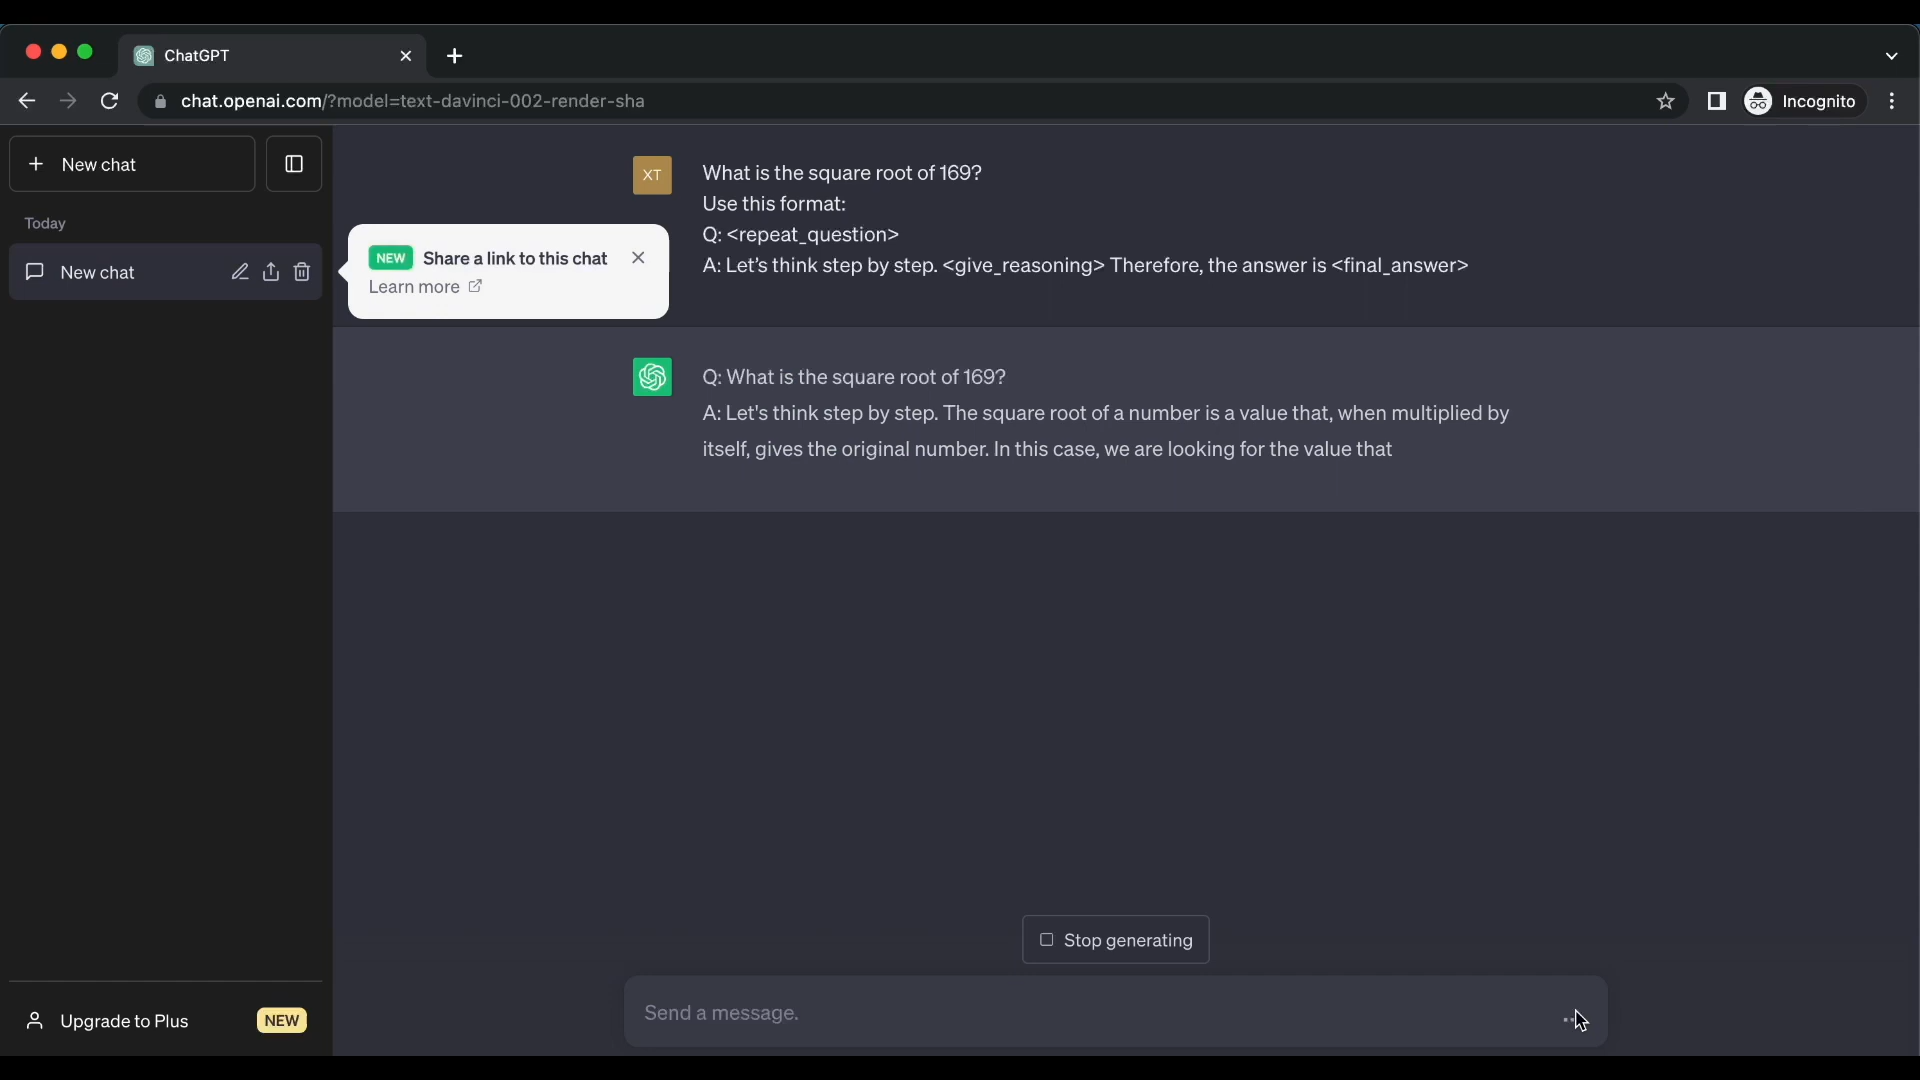 ChatGPT
chat.openai.com/?model=text-davinci-002-render-sha
Incognito
New chat
Today
New chat
NEW Share a link to this chat
Learn more
XT
What is the square root of 169?
Use this format:
Q: <repeat_question>
A: Let’s think step by step. <give_reasoning> Therefore, the answer is <final_answer>
Q: What is the square root of 169?
A: Let's think step by step. The square root of a number is a value that, when multiplied by
itself, gives the original number. In this case, we are looking for the value that
Stop generating
Send a message.
Upgrade to Plus
NEW